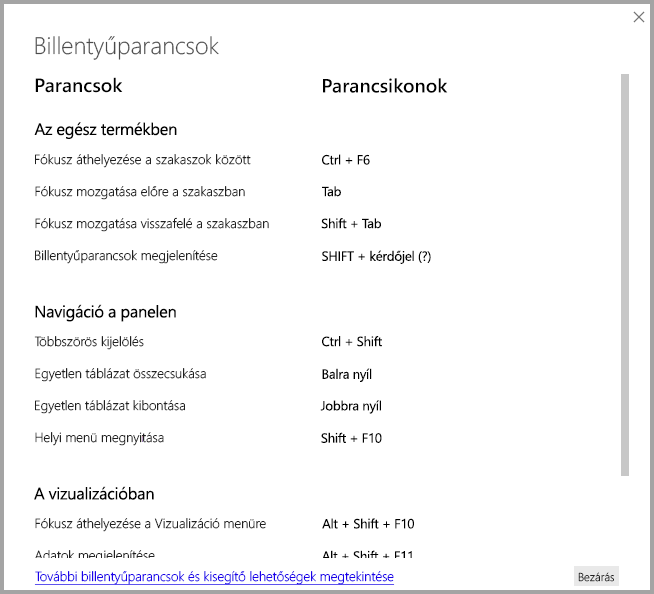 Billentyűparancsok
Parancsok Parancsikonok
Az egész termékben
Fókusz áthelyezése a szakaszok között Ctrl + F6
Fókusz mozgatása előre a szakaszban Tab
Fókusz mozgatása visszafelé a szakaszban Shift + Tab
Billentyűparancsok megjelenítése SHIFT + kérdőjel (?)
Navigáció a panelen
Többszörös kijelölés Ctrl + Shift
Egyetlen táblázat összecsukása Balra nyíl
Egyetlen táblázat kibontása Jobbra nyíl
Helyi menü megnyitása Shift + F10
A vizualizációban
Fókusz áthelyezése a Vizualizáció menüre Alt + Shift + F10
Adatok megjelenítése Alt + Shift + F11
További billentyűparancsok és kisegítő lehetőségek megtekintése Bezárás